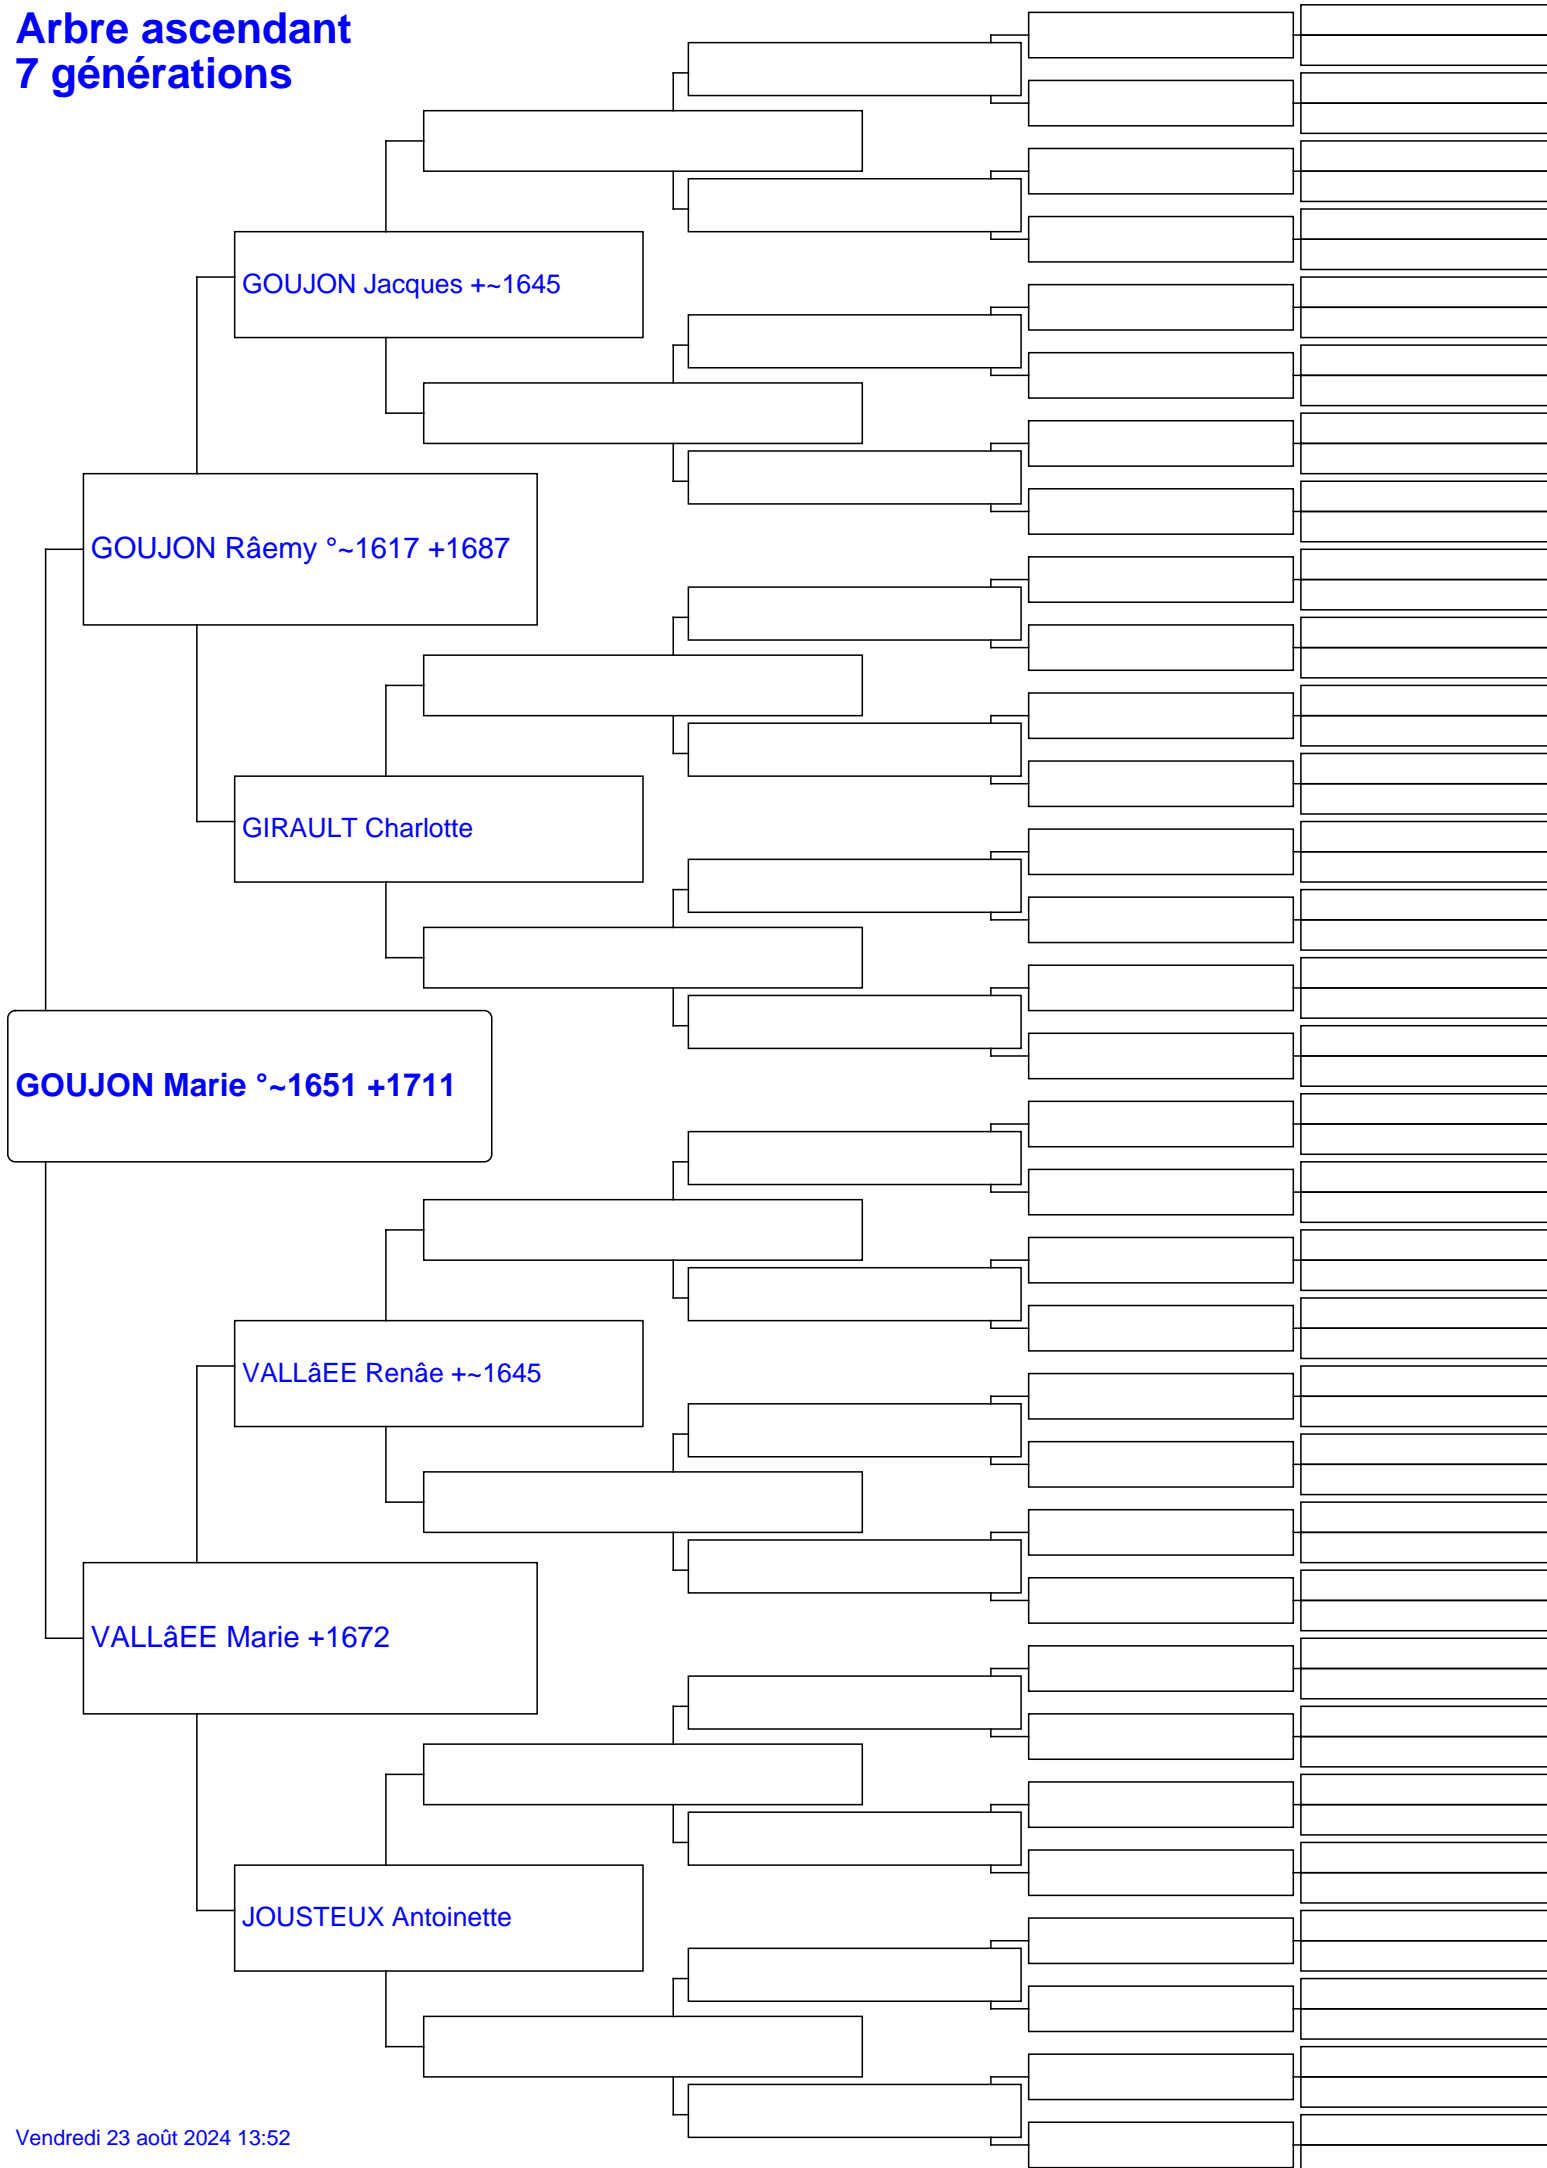 Arbre ascendant
7 générations
GOUJON Jacques +~1645
GOUJON Râemy °~1617 +1687
GIRAULT Charlotte
GOUJON Marie °~1651 +1711
VALLâEE Renâe +~1645
VALLâEE Marie +1672
JOUSTEUX Antoinette
Vendredi 23 août 2024 13:52